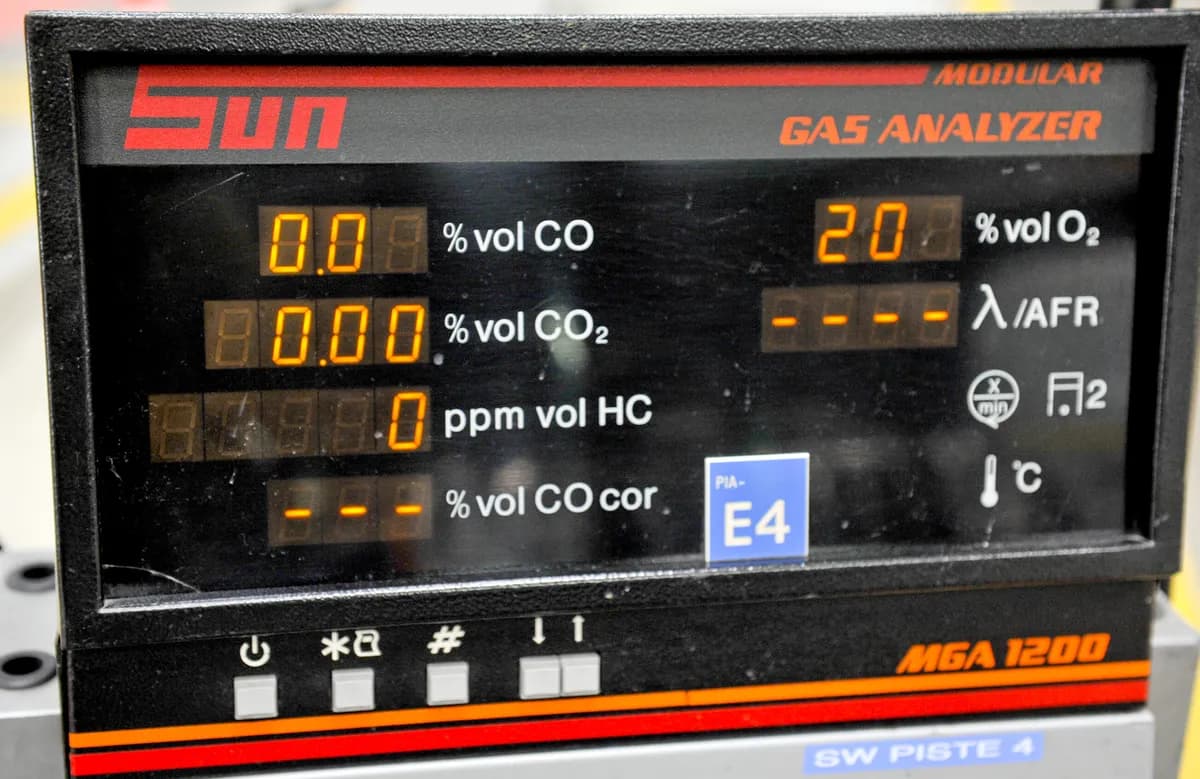 MODULAR
Sun
GAS ANALYZER
0.0 % vol CO
20 % vol O₂
0.00 % vol CO₂
---- λ/AFR
0 ppm vol HC
X
min
2
--- % vol CO cor
°C
PIA-
E4
* #
↓ ↑
MGA 1200
SW PISTE 4